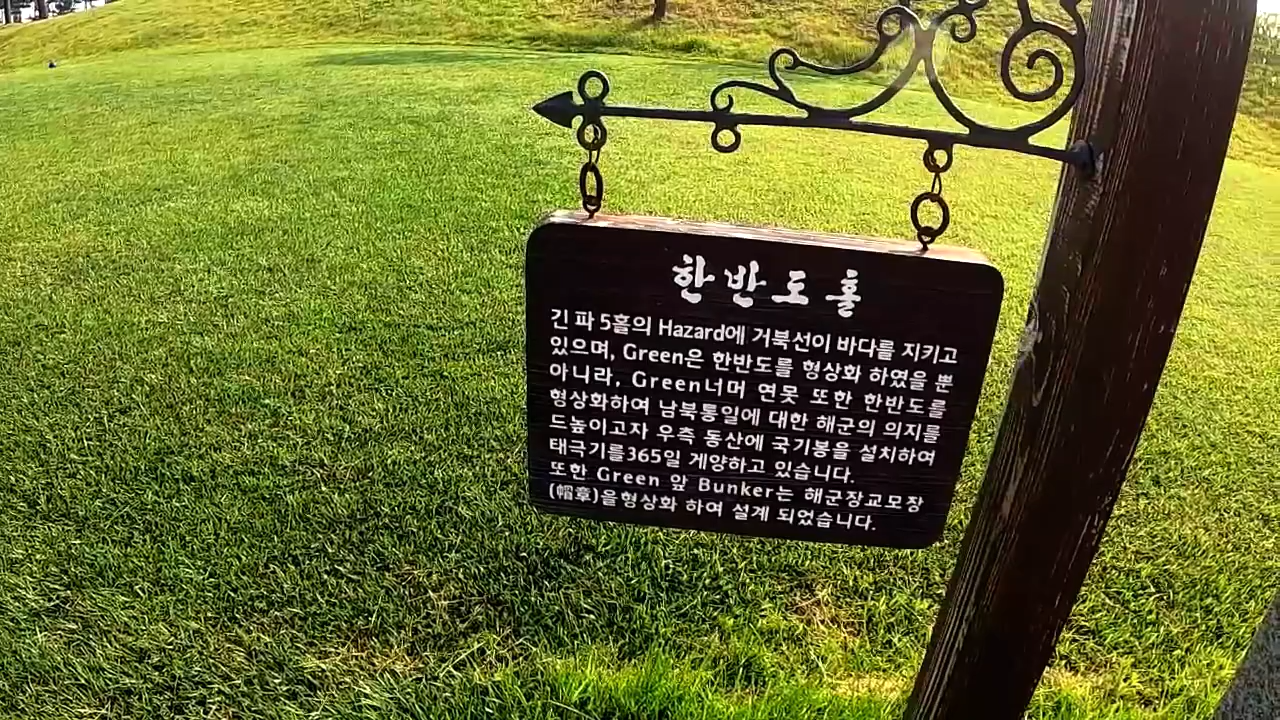 한반도 홀
긴 파 5홀의 Hazard에 거북선이 바다를 지키고
있으며, Green은 한반도를 형상화 하였을 뿐
아니라, Green너머 연못 또한 한반도를
형상화하여 남북통일에 대한 해군의 의지를
드높이고자 우측 동산에 국기봉을 설치하여
태극기를365일 게양하고 있습니다.
또한 Green 앞 Bunker는 해군장교모장
(帽章)을형상화 하여 설계 되었습니다.